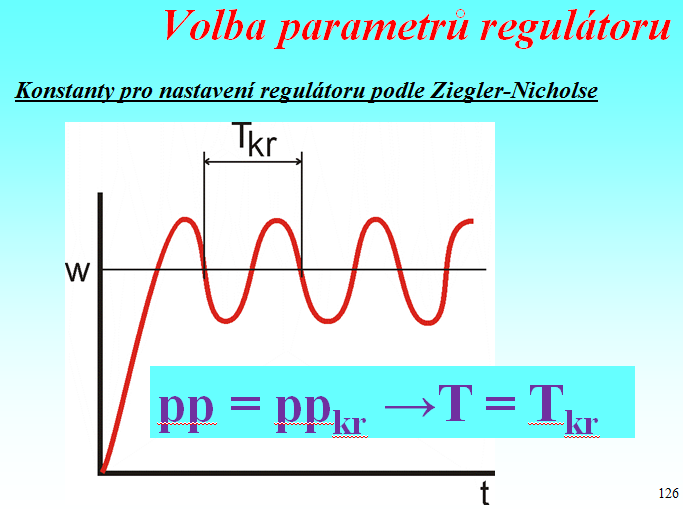 Volba parametrů regulátoru
Konstanty pro nastavení regulátoru podle Ziegler-Nicholse
Tkr
w
pp = ppkr →T = Tkr
t
126